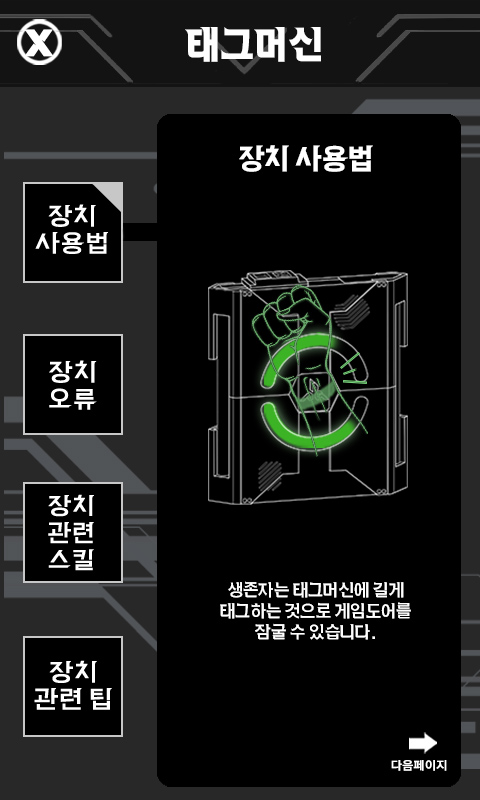 X
태그머신
장치 사용법
장치
사용법
장치
오류
장치
관련
스킬
장치
관련 팁
생존자는 태그머신에 길게
태그하는 것으로 게임도어를
잠굴 수 있습니다.
다음페이지